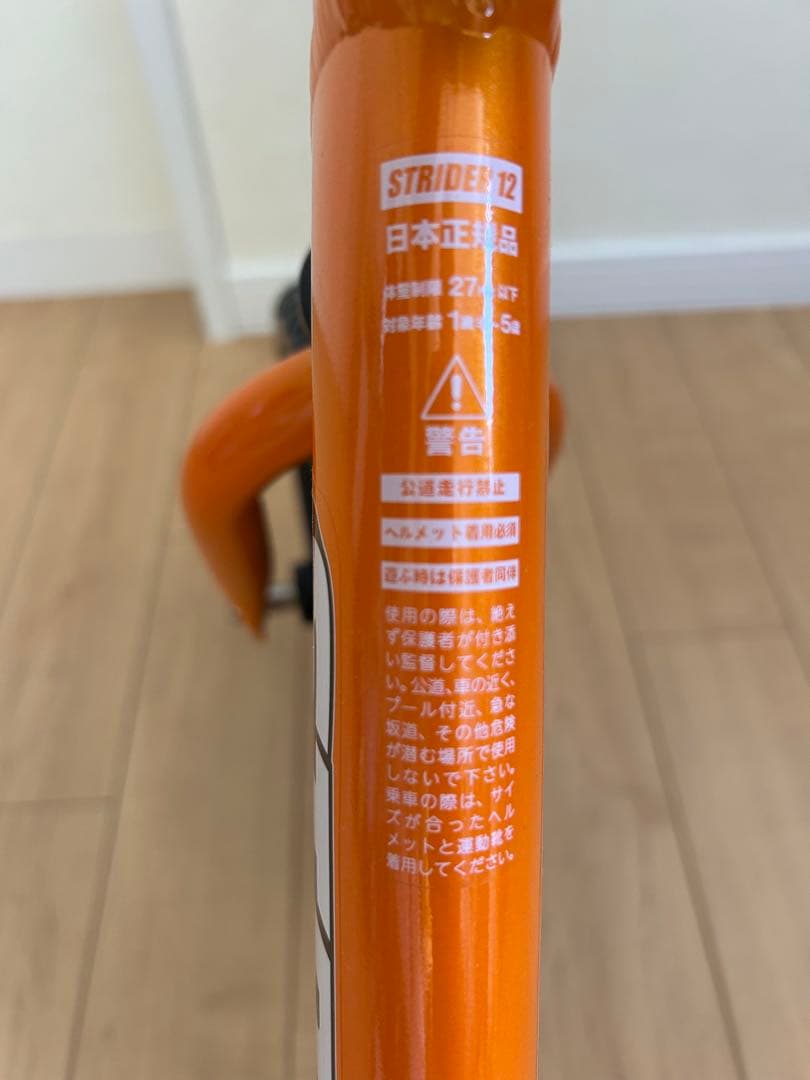 STRIDER 12
日本正規品
体重制限 27kg以下
対象年齢 1歳半-5歳
警告
公道走行禁止
ヘルメット着用必須
遊ぶ時は保護者同伴
使用の際は、絶え
ず保護者が付き添
い監督してくださ
い。公道、車の近く、
プール付近、急な
坂道、その他危険
が潜む場所で使用
しないで下さい。
乗車の際は、サイ
ズが合ったヘル
メットと運動靴を
着用してください。